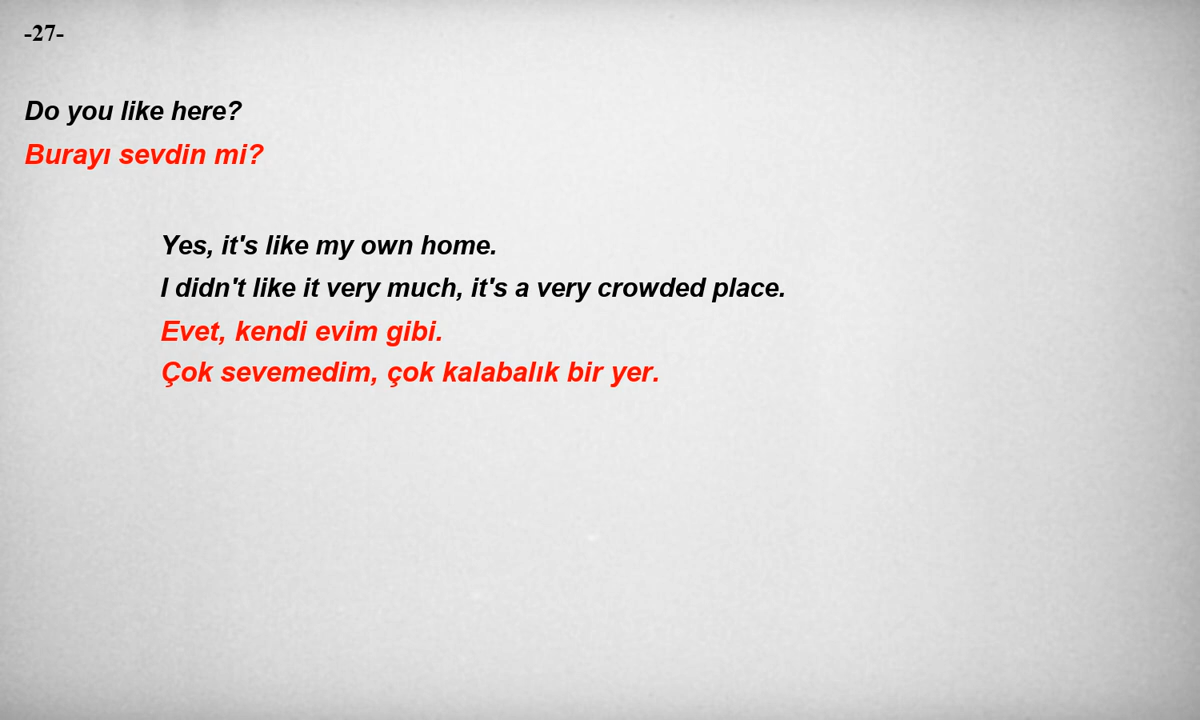 -27-
Do you like here?
Burayı sevdin mi?
Yes, it's like my own home.
I didn't like it very much, it's a very crowded place.
Evet, kendi evim gibi.
Çok sevemedim, çok kalabalık bir yer.